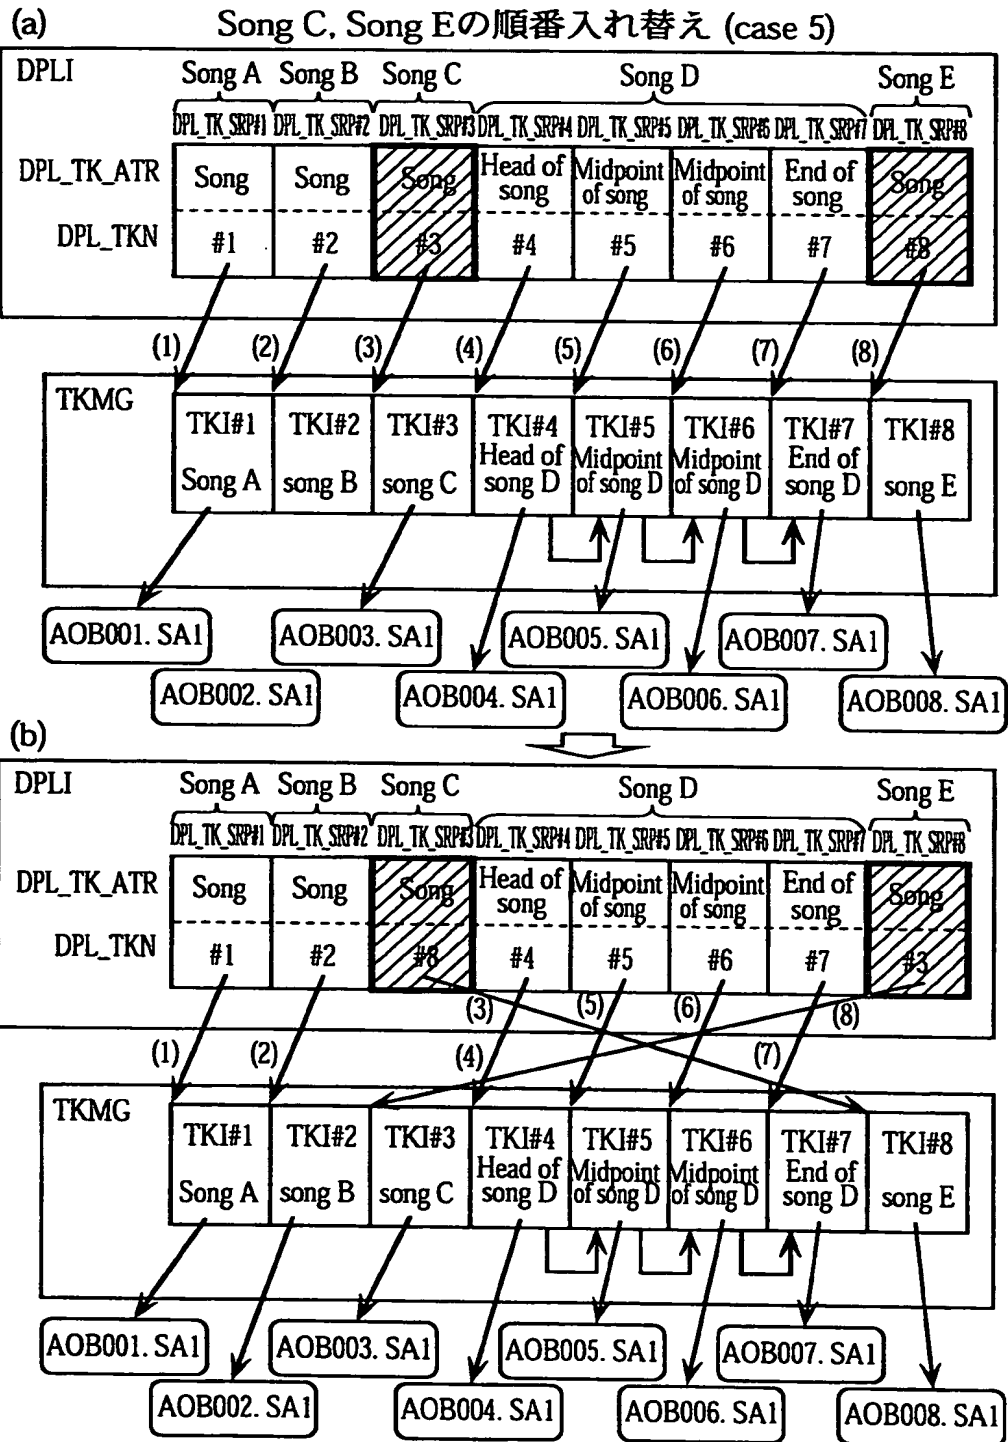 (a) Song C, Song Eの順番入れ替え (case 5)
DPLI
Song A Song B Song C Song D Song E
DPL_TK_SRP#1 DPL_TK_SRP#2 DPL_TK_SRP#3 DPL_TK_SRP#4 DPL_TK_SRP#5 DPL_TK_SRP#6 DPL_TK_SRP#7 DPL_TK_SRP#8
DPL_TK_ATR Song Song Song Head of song Midpoint of song Midpoint of song End of song Song
DPL_TKN #1 #2 #3 #4 #5 #6 #7 #8
(1) (2) (3) (4) (5) (6) (7) (8)
TKMG
TKI#1 TKI#2 TKI#3 TKI#4 TKI#5 TKI#6 TKI#7 TKI#8
Song A song B song C Head of song D Midpoint of song D Midpoint of song D End of song D song E
AOB001. SA1 AOB003. SA1 AOB005. SA1 AOB007. SA1
AOB002. SA1 AOB004. SA1 AOB006. SA1 AOB008. SA1
(b)
DPLI
Song A Song B Song C Song D Song E
DPL_TK_SRP#1 DPL_TK_SRP#2 DPL_TK_SRP#3 DPL_TK_SRP#4 DPL_TK_SRP#5 DPL_TK_SRP#6 DPL_TK_SRP#7 DPL_TK_SRP#8
DPL_TK_ATR Song Song Song Head of song Midpoint of song Midpoint of song End of song Song
DPL_TKN #1 #2 #8 #4 #5 #6 #7 #3
(3) (5) (6) (8)
(1) (2) (4) (7)
TKMG
TKI#1 TKI#2 TKI#3 TKI#4 TKI#5 TKI#6 TKI#7 TKI#8
Song A song B song C Head of song D Midpoint of song D Midpoint of song D End of song D song E
AOB001. SA1 AOB003. SA1 AOB005. SA1 AOB007. SA1
AOB002. SA1 AOB004. SA1 AOB006. SA1 AOB008. SA1